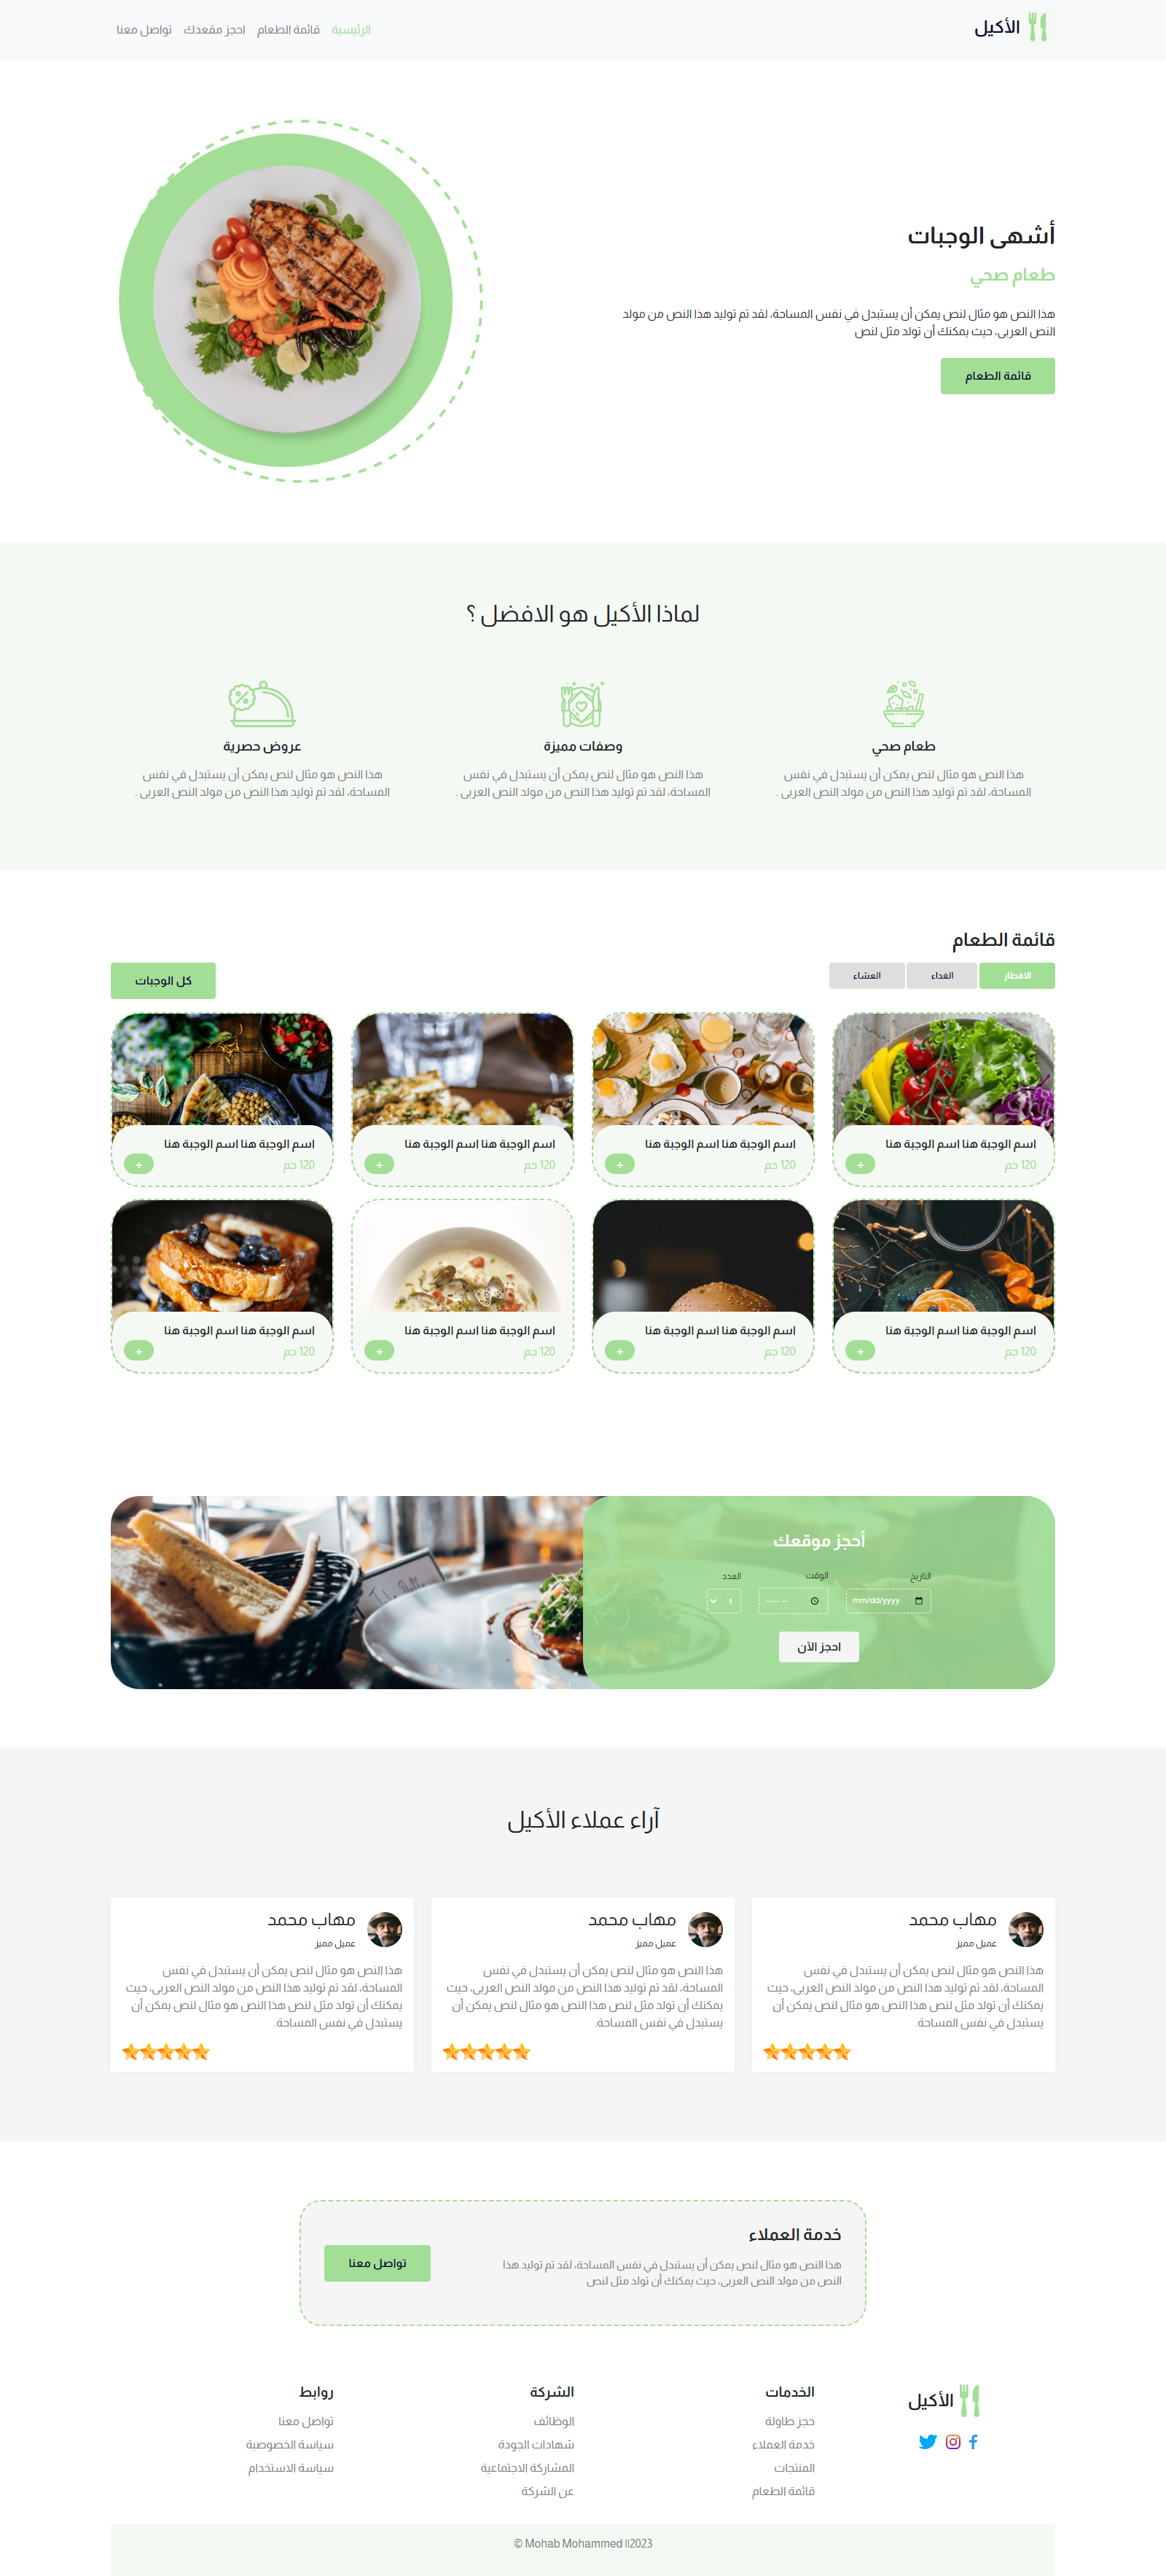 الأكيل
الرئيسية
قائمة الطعام
احجز مقعدك
تواصل معنا
أشهى الوجبات
طعام صحي
هذا النص هو مثال لنص يمكن أن يستبدل في نفس المساحة، لقد تم توليد هذا النص من مولد
النص العربى، حيث يمكنك أن تولد مثل لنص
قائمة الطعام
لماذا الأكيل هو الافضل ؟
طعام صحي
هذا النص هو مثال لنص يمكن أن يستبدل في نفس
المساحة، لقد تم توليد هذا النص من مولد النص العربى .
وصفات مميزة
هذا النص هو مثال لنص يمكن أن يستبدل في نفس
المساحة، لقد تم توليد هذا النص من مولد النص العربى .
عروض حصرية
هذا النص هو مثال لنص يمكن أن يستبدل في نفس
المساحة، لقد تم توليد هذا النص من مولد النص العربى .
قائمة الطعام
الافطار
الغداء
العشاء
كل الوجبات
اسم الوجبة هنا اسم الوجبة هنا
120 جم
+
اسم الوجبة هنا اسم الوجبة هنا
120 جم
+
اسم الوجبة هنا اسم الوجبة هنا
120 جم
+
اسم الوجبة هنا اسم الوجبة هنا
120 جم
+
اسم الوجبة هنا اسم الوجبة هنا
120 جم
+
اسم الوجبة هنا اسم الوجبة هنا
120 جم
+
اسم الوجبة هنا اسم الوجبة هنا
120 جم
+
اسم الوجبة هنا اسم الوجبة هنا
120 جم
+
أحجز موقعك
التاريخ
mm/dd/yyyy
الوقت
--:-- --
العدد
1
احجز الآن
آراء عملاء الأكيل
مهاب محمد
عميل مميز
هذا النص هو مثال لنص يمكن أن يستبدل في نفس
المساحة، لقد تم توليد هذا النص من مولد النص العربى، حيث
يمكنك أن تولد مثل لنص هذا النص هو مثال لنص يمكن أن
يستبدل في نفس المساحة.
مهاب محمد
عميل مميز
هذا النص هو مثال لنص يمكن أن يستبدل في نفس
المساحة، لقد تم توليد هذا النص من مولد النص العربى، حيث
يمكنك أن تولد مثل لنص هذا النص هو مثال لنص يمكن أن
يستبدل في نفس المساحة.
مهاب محمد
عميل مميز
هذا النص هو مثال لنص يمكن أن يستبدل في نفس
المساحة، لقد تم توليد هذا النص من مولد النص العربى، حيث
يمكنك أن تولد مثل لنص هذا النص هو مثال لنص يمكن أن
يستبدل في نفس المساحة.
خدمة العملاء
هذا النص هو مثال لنص يمكن أن يستبدل في نفس المساحة، لقد تم توليد هذا
النص من مولد النص العربى، حيث يمكنك أن تولد مثل لنص
تواصل معنا
الأكيل
الخدمات
حجز طاولة
خدمة العملاء
المنتجات
قائمة الطعام
الشركة
الوظائف
شهادات الجودة
المشاركة الاجتماعية
عن الشركة
روابط
تواصل معنا
سياسة الخصوصية
سياسة الاستخدام
© Mohab Mohammed ||2023